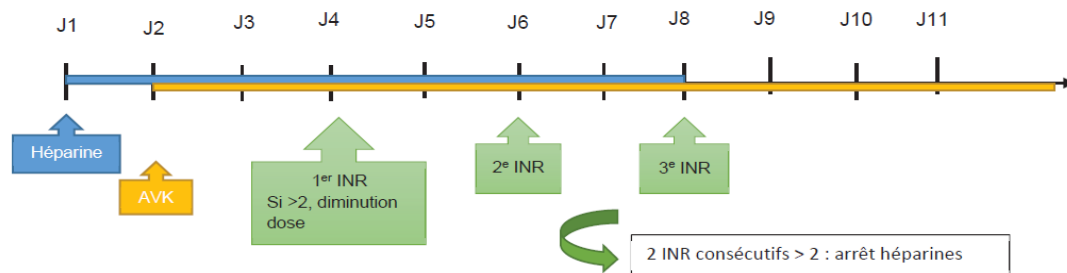 J1 J2 J3 J4 J5 J6 J7 J8 J9 J10 J11
Héparine
AVK
1er INR
Si >2, diminution
dose
2e INR
3e INR
2 INR consécutifs > 2 : arrêt héparines